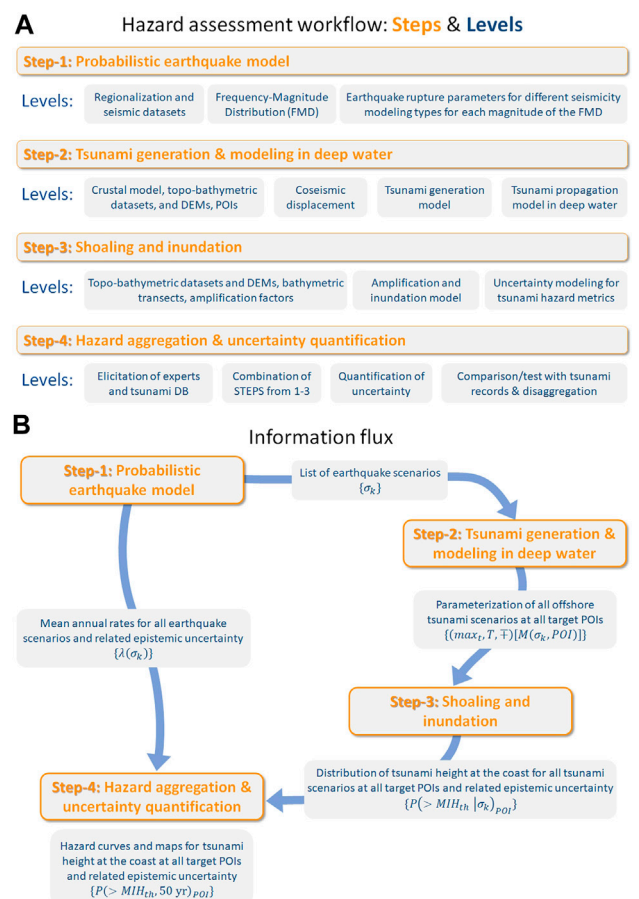 A
Hazard assessment workflow: Steps & Levels
Step-1: Probabilistic earthquake model
Levels:
Regionalization and
seismic datasets
Frequency-Magnitude
Distribution (FMD)
Earthquake rupture parameters for different seismicity
modeling types for each magnitude of the FMD
Step-2: Tsunami generation & modeling in deep water
Levels:
Crustal model, topo-bathymetric
datasets, and DEMs, POIs
Coseismic
displacement
Tsunami generation
model
Tsunami propagation
model in deep water
Step-3: Shoaling and inundation
Levels:
Topo-bathymetric datasets and DEMs, bathymetric
transects, amplification factors
Amplification and
inundation model
Uncertainty modeling for
tsunami hazard metrics
Step-4: Hazard aggregation & uncertainty quantification
Levels:
Elicitation of experts
and tsunami DB
Combination of
STEPS from 1-3
Quantification of
uncertainty
Comparison/test with tsunami
records & disaggregation
B
Information flux
Step-1: Probabilistic
earthquake model
List of earthquake scenarios
{σₖ}
Step-2: Tsunami generation &
modeling in deep water
Mean annual rates for all earthquake
scenarios and related epistemic uncertainty
{λ(σₖ)}
Parameterization of all offshore
tsunami scenarios at all target POIs
{(maxₜ, T, ∓)[M(σₖ, POI)]}
Step-3: Shoaling and
inundation
Distribution of tsunami height at the coast for all tsunami
scenarios at all target POIs and related epistemic uncertainty
{P(> MIH_th |σₖ)_POI}
Step-4: Hazard aggregation &
uncertainty quantification
Hazard curves and maps for tsunami
height at the coast at all target POIs
and related epistemic uncertainty
{P(> MIH_th, 50 yr)_POI}